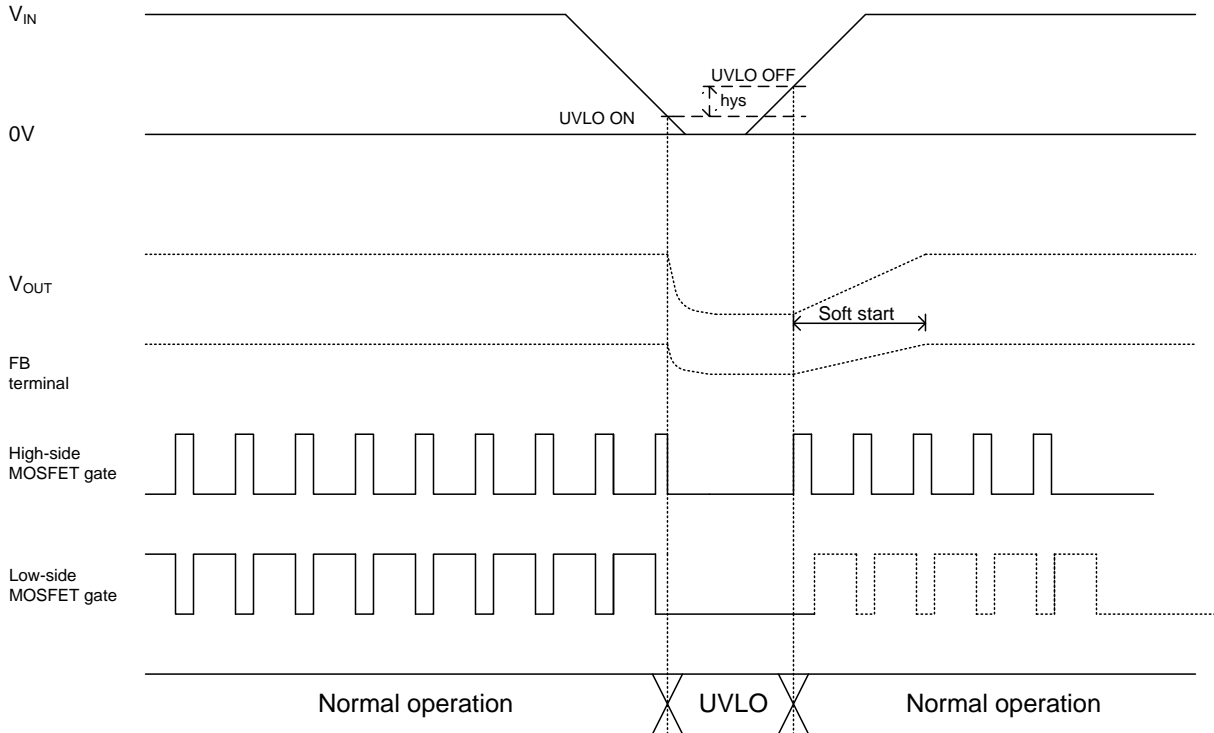 VIN
UVLO OFF
hys
UVLO ON
0V
VOUT
Soft start
FB
terminal
High-side
MOSFET gate
Low-side
MOSFET gate
Normal operation
UVLO
Normal operation